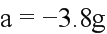 a = −3.8g